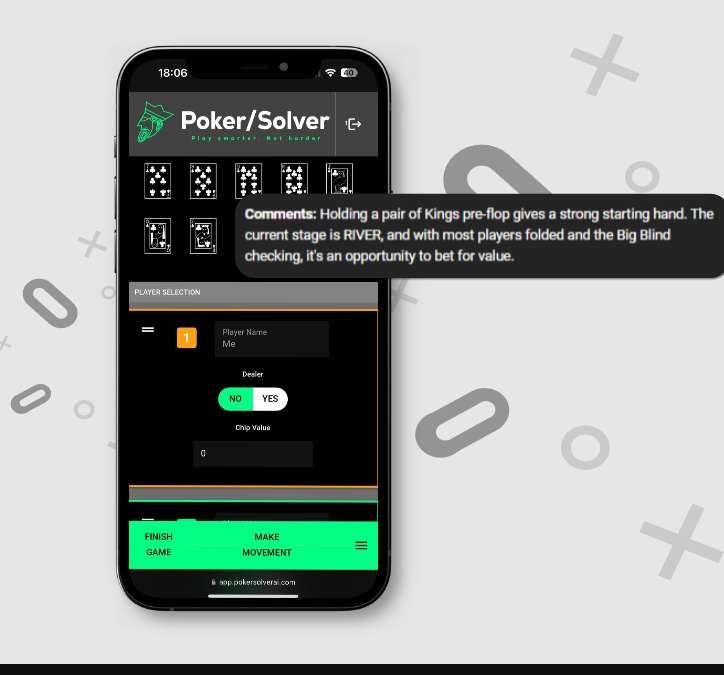 18:06
40
Poker/Solver
Play smarter. Not harder
Comments: Holding a pair of Kings pre-flop gives a strong starting hand. The
current stage is RIVER, and with most players folded and the Big Blind
checking, it's an opportunity to bet for value.
PLAYER SELECTION
1
Player Name
Me
Dealer
NO YES
Chip Value
0
FINISH
GAME
MAKE
MOVEMENT
app.pokersolverai.com